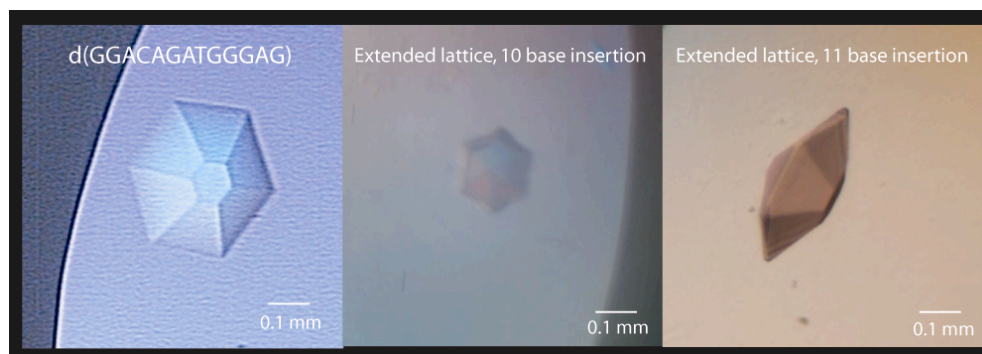 d(GGACAGATGGGAG)
Extended lattice, 10 base insertion
Extended lattice, 11 base insertion
0.1 mm
0.1 mm
0.1 mm